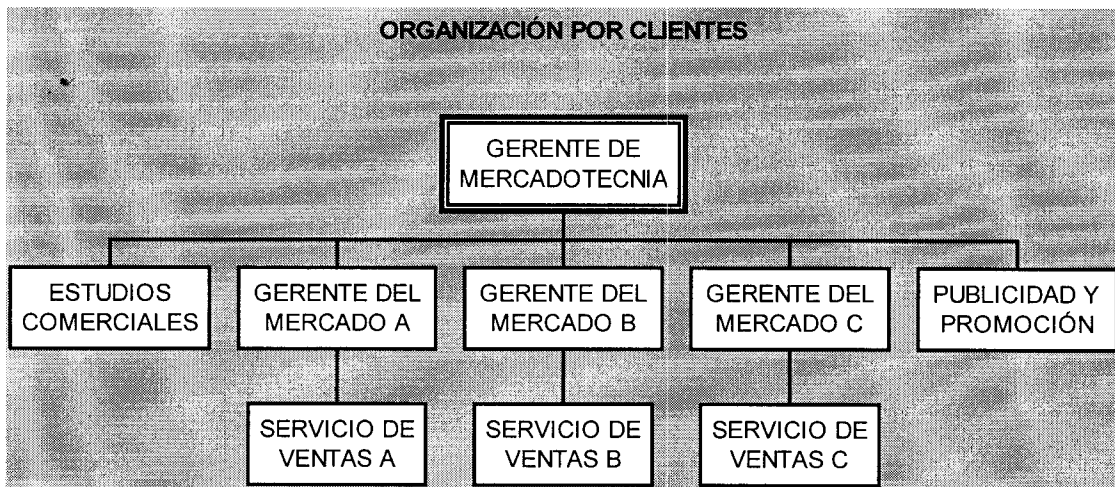 ORGANIZACIÓN POR CLIENTES
GERENTE DE
MERCADOTECNIA
ESTUDIOS
COMERCIALES
GERENTE DEL
MERCADO A
GERENTE DEL
MERCADO B
GERENTE DEL
MERCADO C
PUBLICIDAD Y
PROMOCIÓN
SERVICIO DE
VENTAS A
SERVICIO DE
VENTAS B
SERVICIO DE
VENTAS C